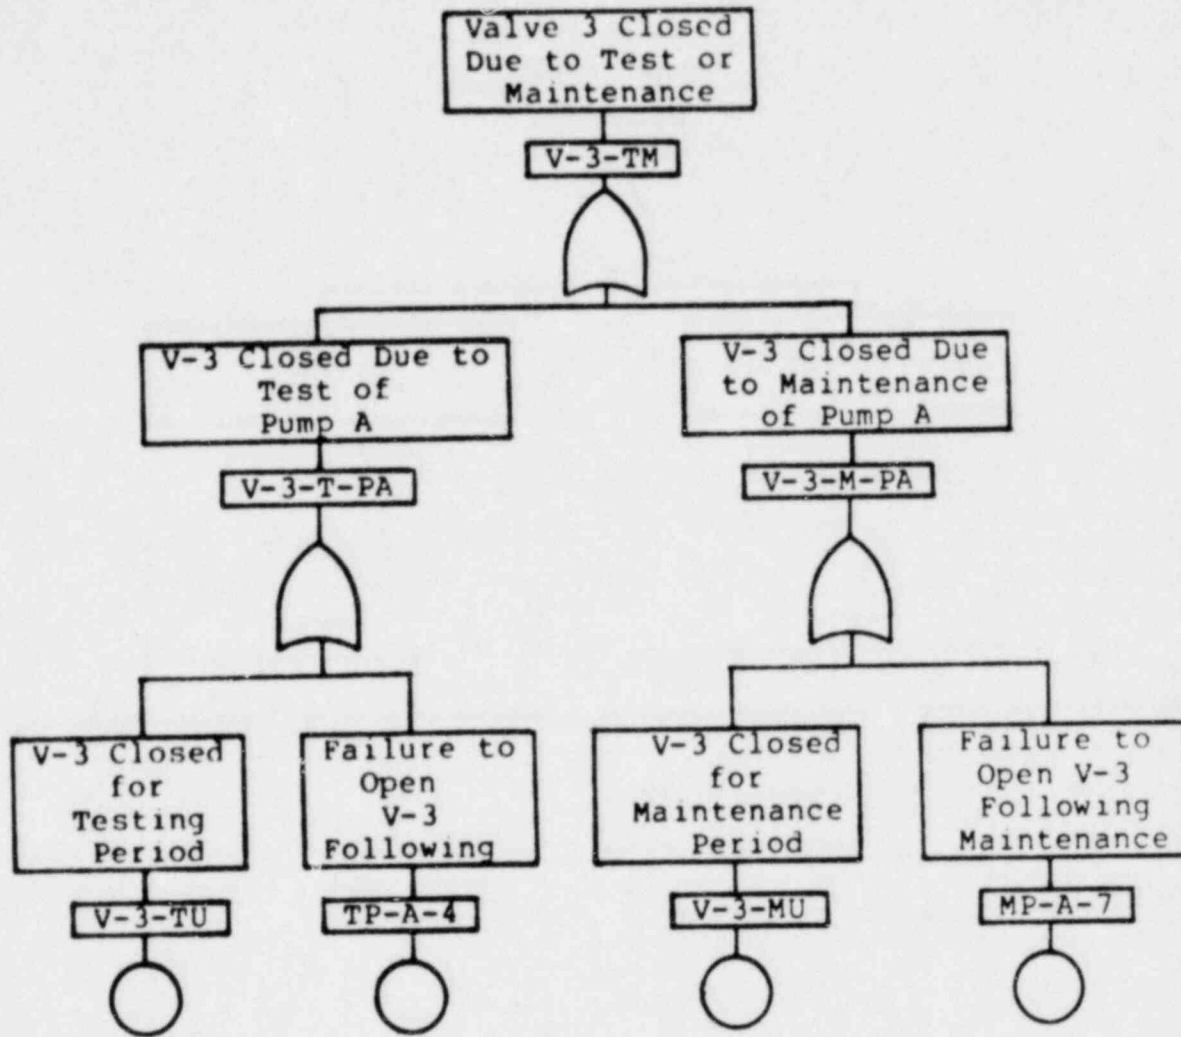 Valve 3 Closed
Due to Test or
Maintenance
V-3-TM
V-3 Closed Due to
Test of
Pump A
V-3-T-PA
V-3 Closed Due
to Maintenance
of Pump A
V-3-M-PA
V-3 Closed
for
Testing
Period
V-3-TU
Failure to
Open
V-3
Following
TP-A-4
V-3 Closed
for
Maintenance
Period
V-3-MU
Failure to
Open V-3
Following
Maintenance
MP-A-7